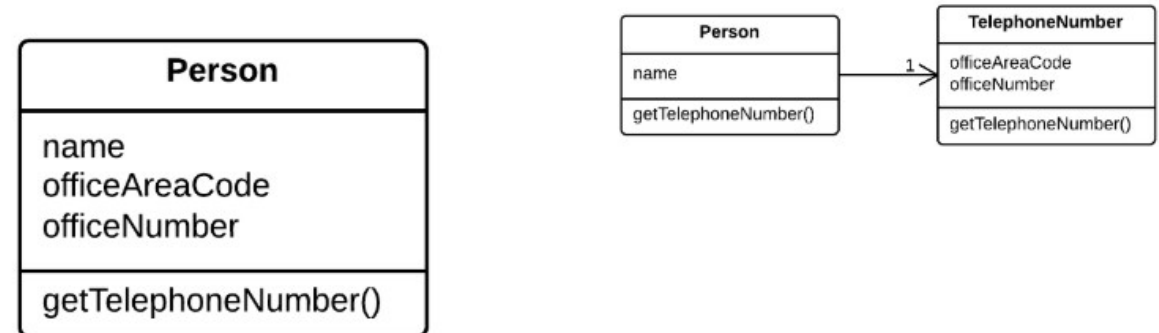 Person
name
officeAreaCode
officeNumber
getTelephoneNumber()
Person
name
getTelephoneNumber()
1
TelephoneNumber
officeAreaCode
officeNumber
getTelephoneNumber()